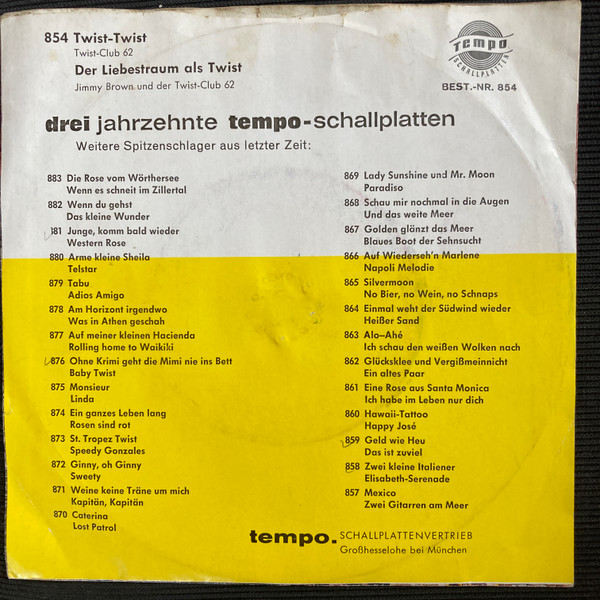 854 Twist-Twist
Twist-Club 62
Der Liebestraum als Twist
Jimmy Brown und der Twist-Club 62
Tempo
SCHALLPLATTEN
BEST.-NR. 854
drei jahrzehnte tempo-schallplatten
Weitere Spitzenschlager aus letzter Zeit:
883 Die Rose vom Wörthersee
Wenn es schneit im Zillertal
882 Wenn du gehst
Das kleine Wunder
881 Junge, komm bald wieder
Western Rose
880 Arme kleine Sheila
Telstar
879 Tabu
Adios Amigo
878 Am Horizont irgendwo
Was in Athen geschah
877 Auf meiner kleinen Hacienda
Rolling home to Waikiki
876 Ohne Krimi geht die Mimi nie ins Bett
Baby Twist
875 Monsieur
Linda
874 Ein ganzes Leben lang
Rosen sind rot
873 St. Tropez Twist
Speedy Gonzales
872 Ginny, oh Ginny
Sweety
871 Weine keine Träne um mich
Kapitän, Kapitän
870 Caterina
Lost Patrol
869 Lady Sunshine und Mr. Moon
Paradiso
868 Schau mir nochmal in die Augen
Und das weite Meer
867 Golden glänzt das Meer
Blaues Boot der Sehnsucht
866 Auf Wiederseh'n Marlene
Napoli Melodie
865 Silvermoon
No Bier, no Wein, no Schnaps
864 Einmal weht der Südwind wieder
Heißer Sand
863 Alo-Ahé
Ich schau den weißen Wolken nach
862 Glücksklee und Vergißmeinnicht
Ein altes Paar
861 Eine Rose aus Santa Monica
Ich habe im Leben nur dich
860 Hawaii-Tattoo
Happy José
859 Geld wie Heu
Das ist zuviel
858 Zwei kleine Italiener
Elisabeth-Serenade
857 Mexico
Zwei Gitarren am Meer
tempo. SCHALLPLATTENVERTRIEB
Großhesselohe bei München